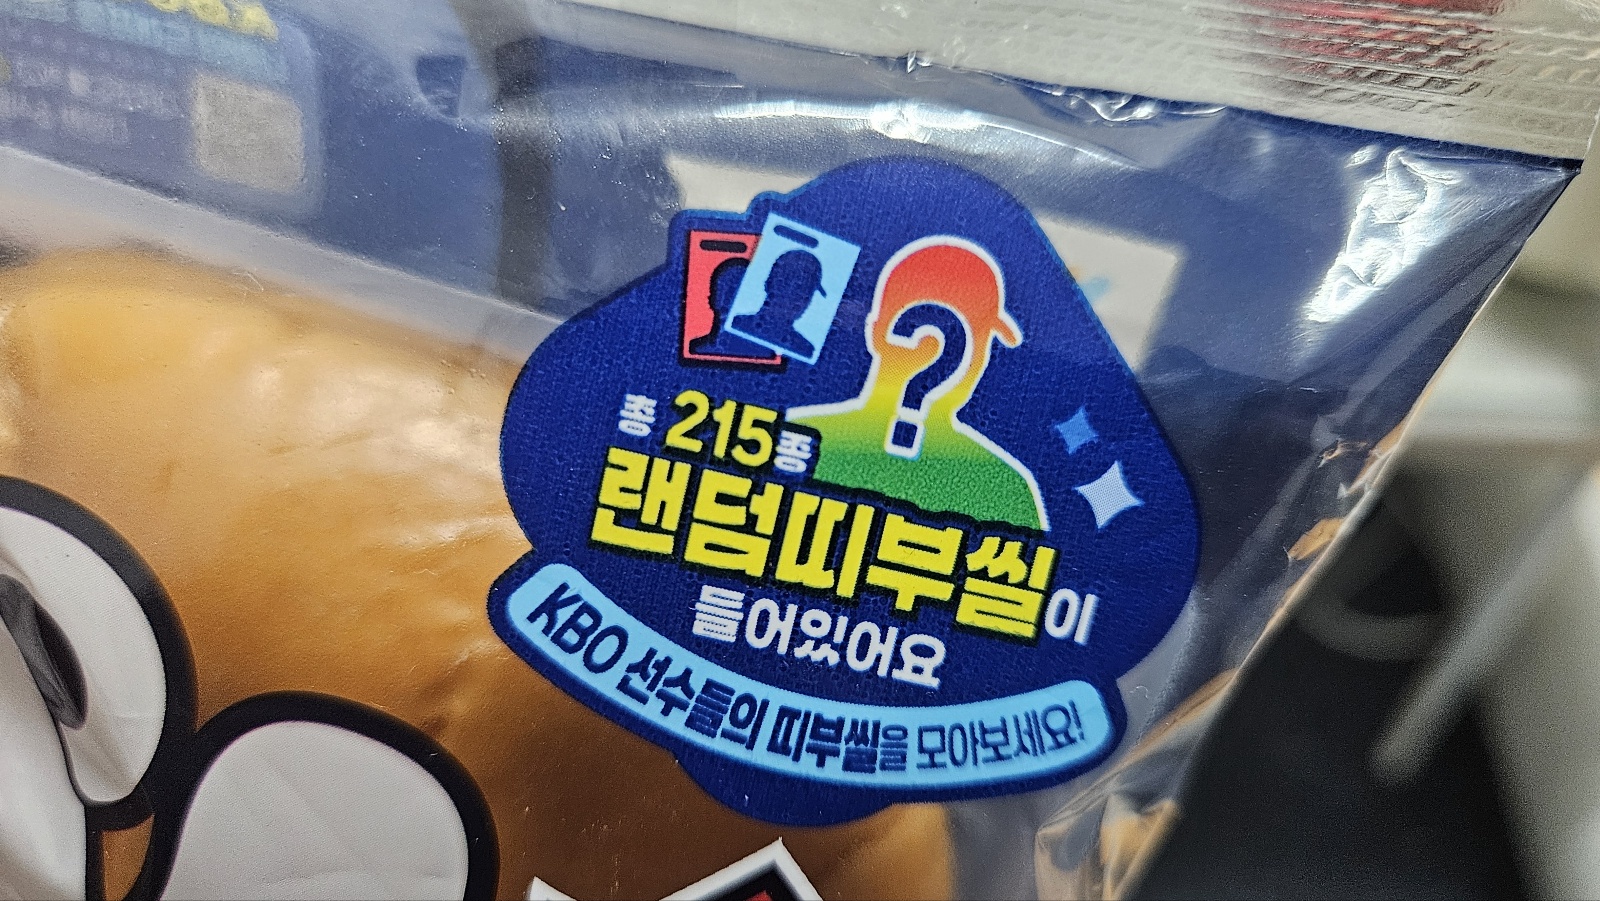 총 215종
랜덤띠부씰이
들어있어요
KBO 선수들의 띠부씰을 모아보세요!